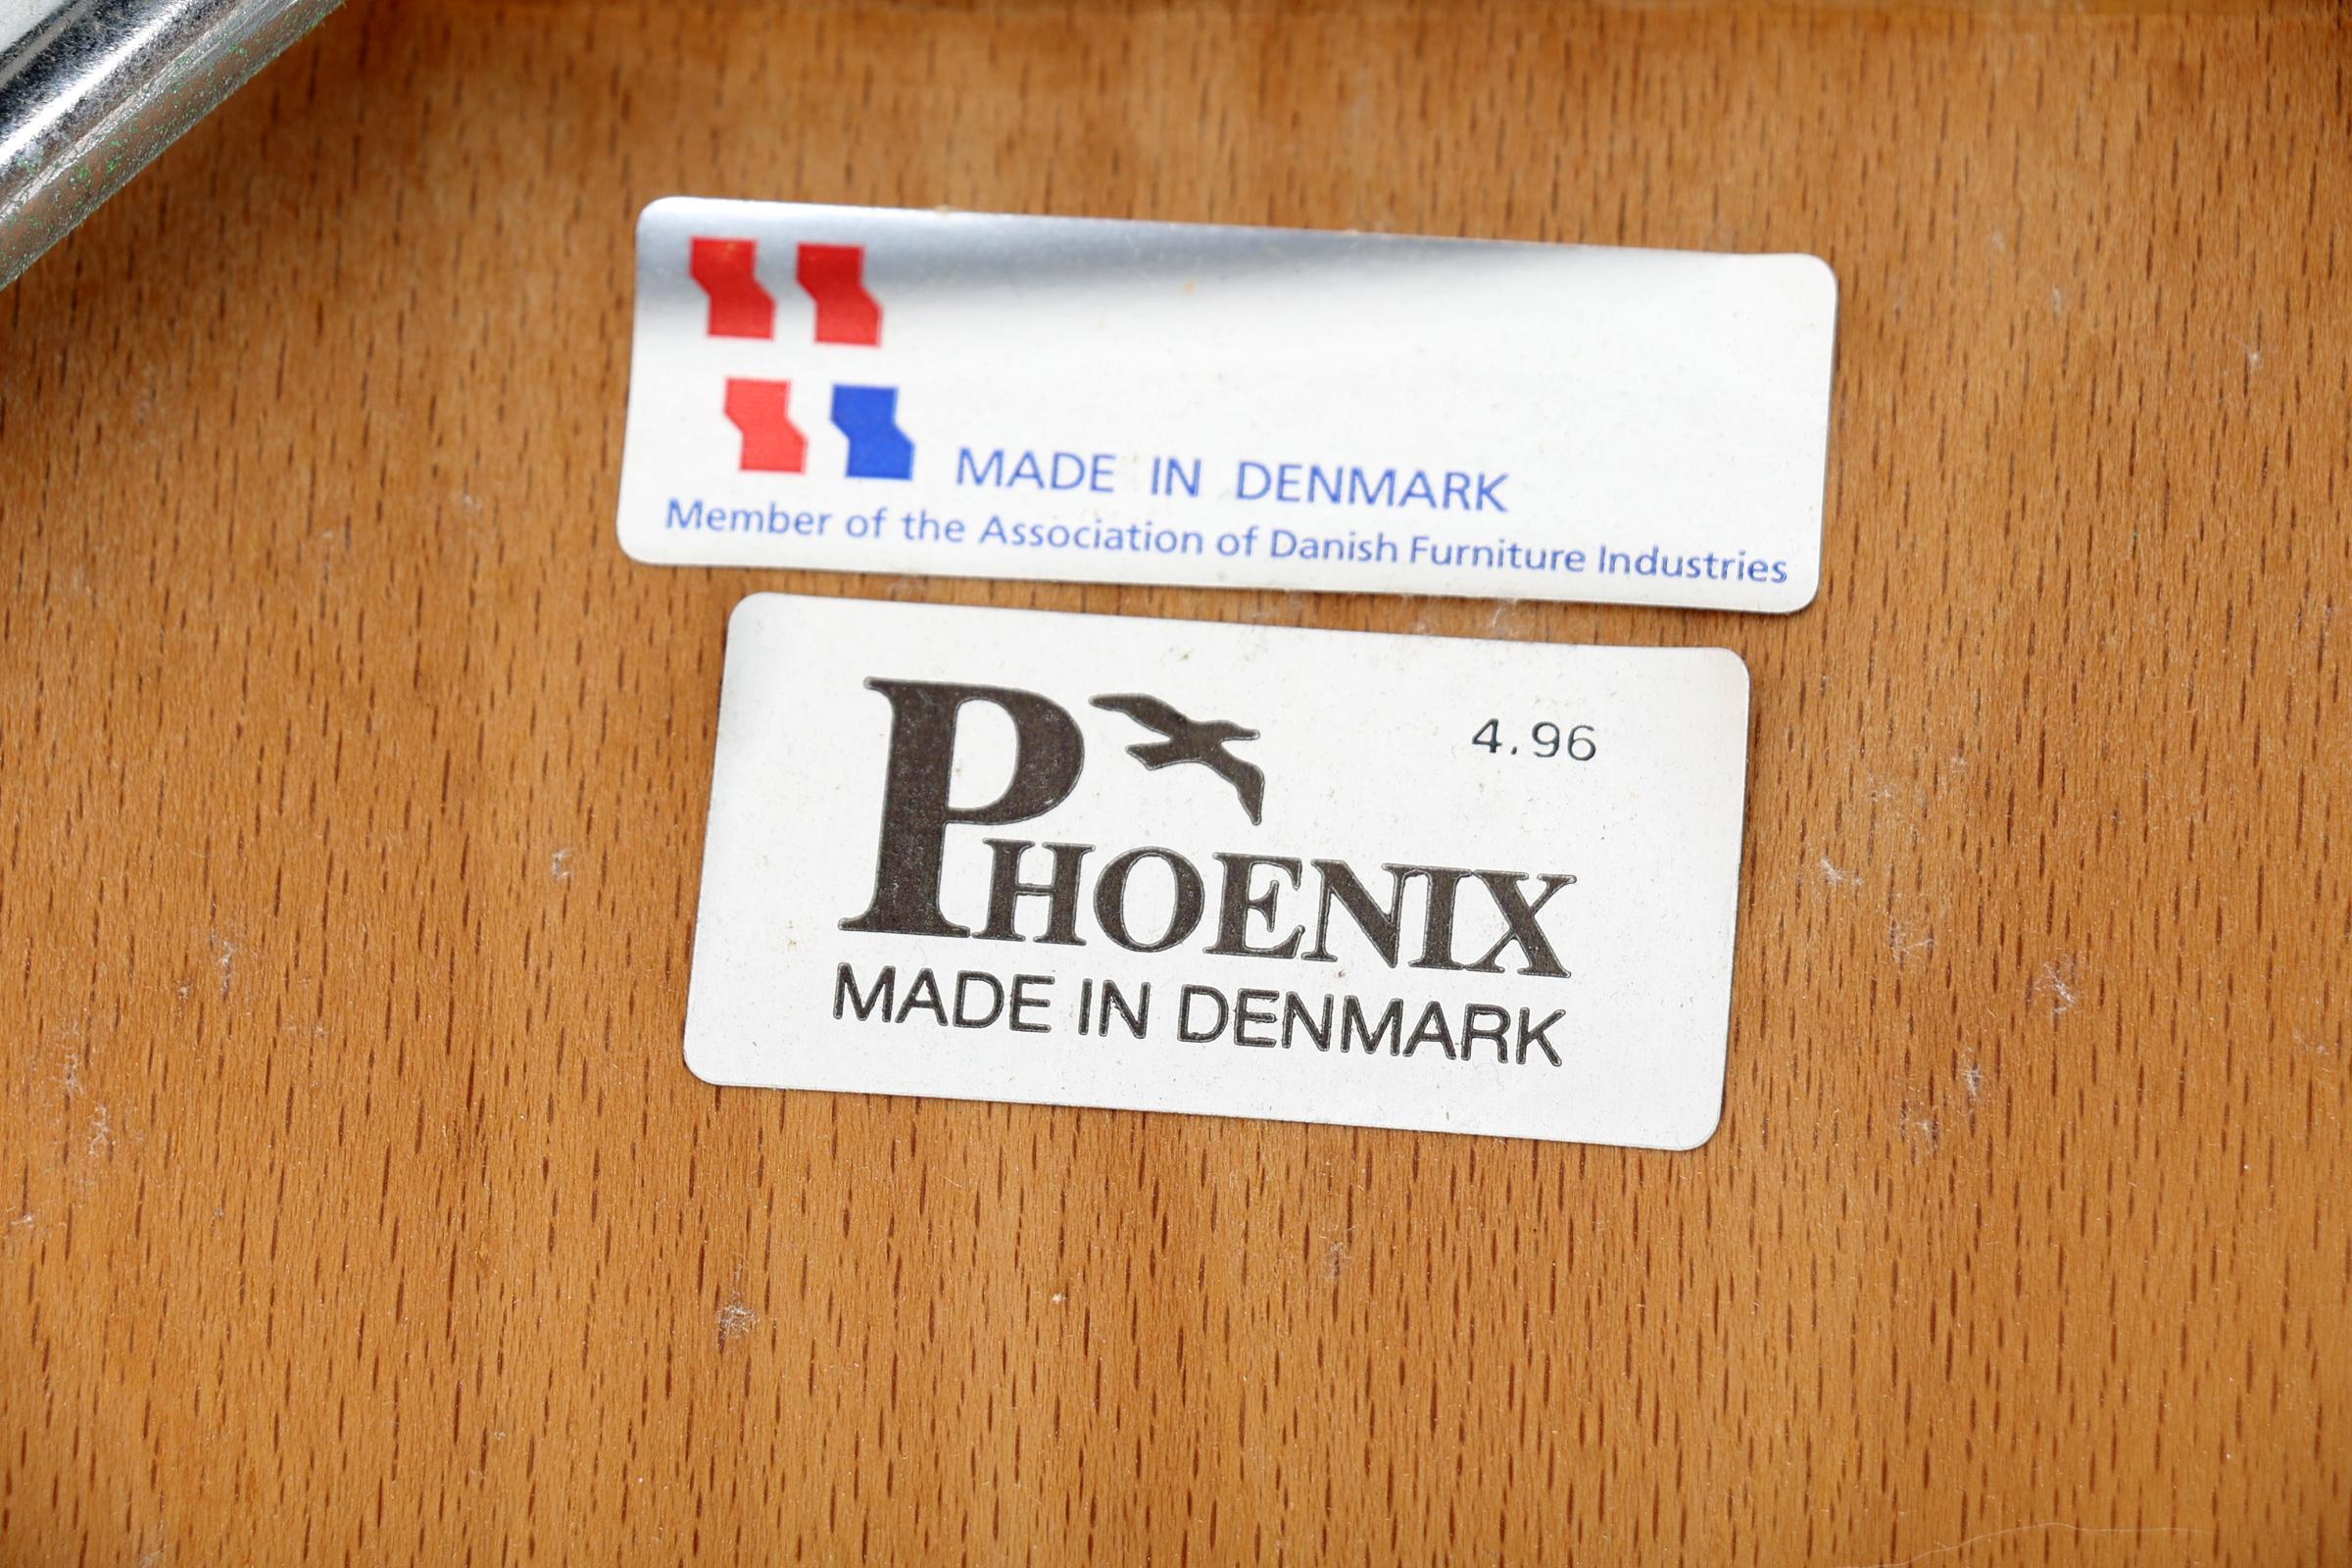 MADE IN DENMARK
Member of the Association of Danish Furniture Industries
4.96
PHOENIX
MADE IN DENMARK